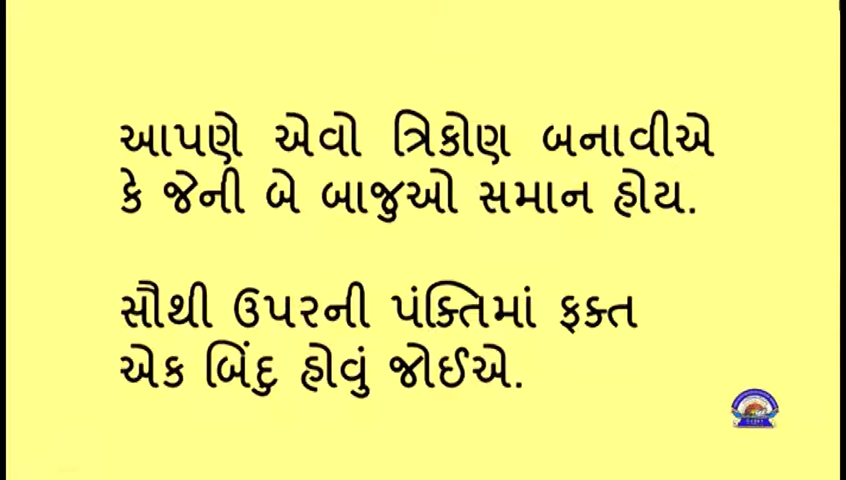 આપણે એવો ત્રિકોણ બનાવીએ
કે જેની બે બાજુઓ સમાન હોય.
સૌથી ઉપરની પંક્તિમાં ફક્ત
એક બિંદુ હોવું જોઈએ.